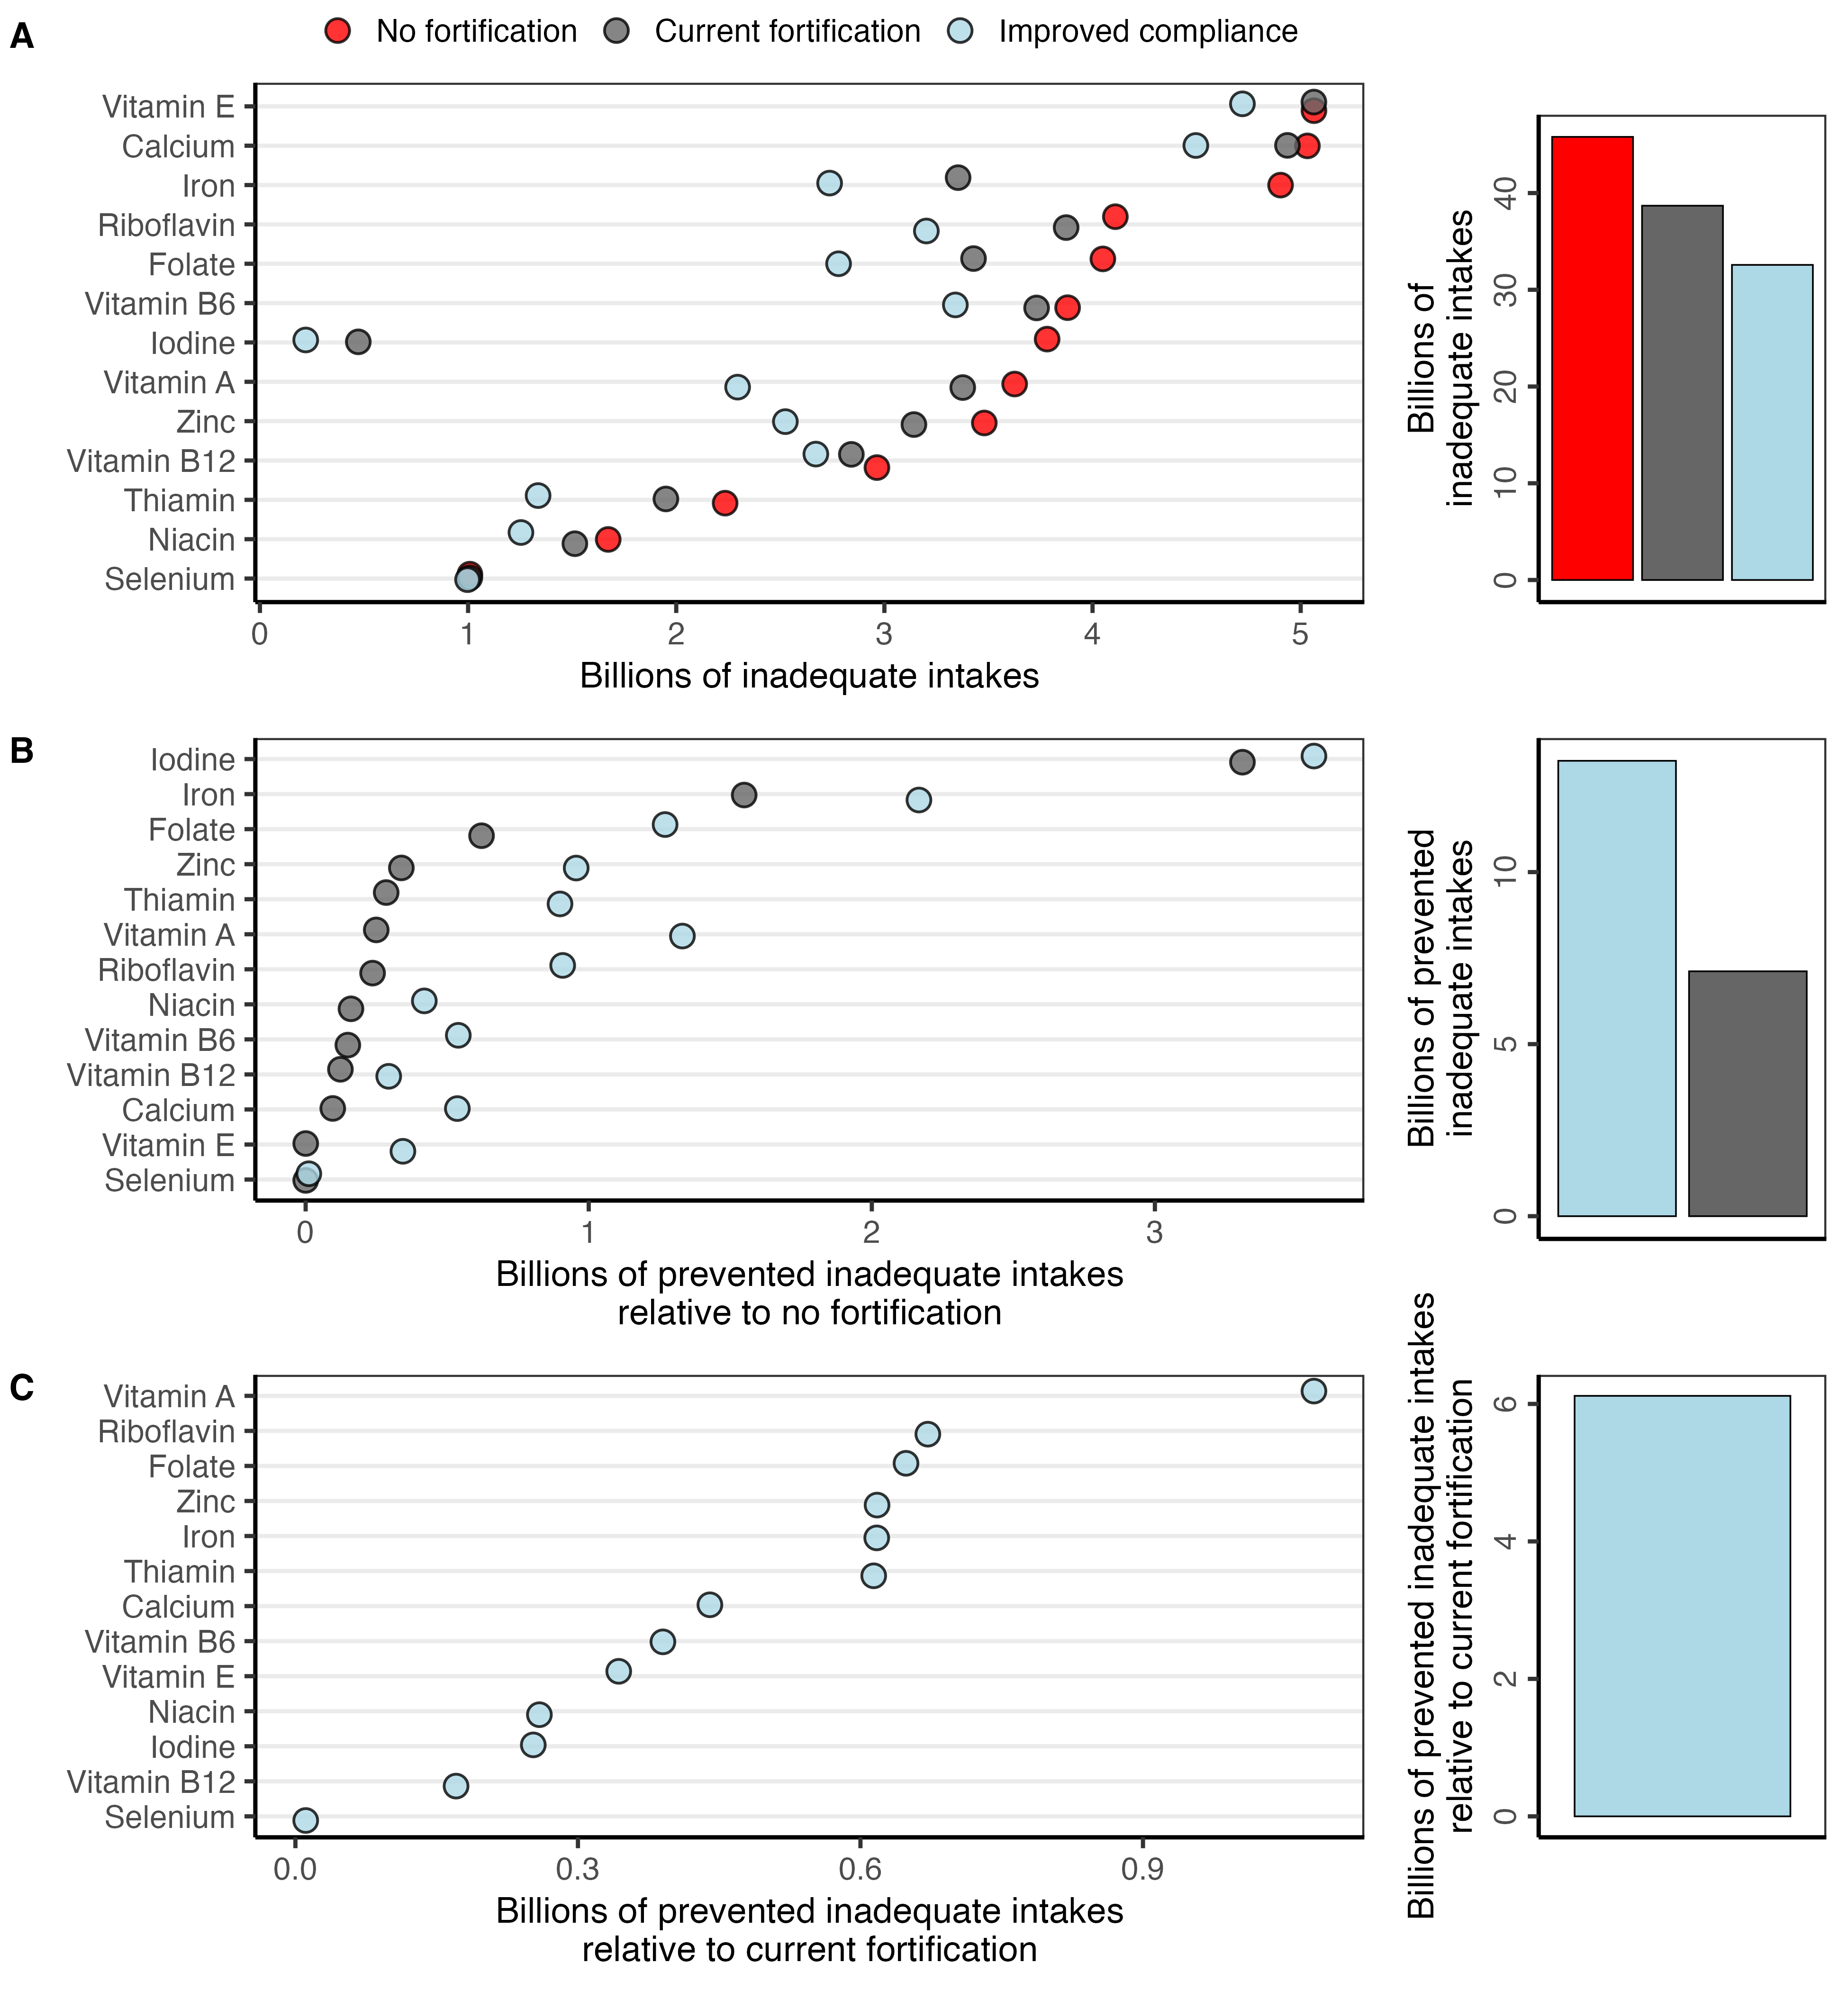 A
No fortification
Current fortification
Improved compliance
Vitamin E
Calcium
Iron
Riboflavin
Folate
Vitamin B6
Iodine
Vitamin A
Zinc
Vitamin B12
Thiamin
Niacin
Selenium
0 1 2 3 4 5
Billions of inadequate intakes
Billions of
inadequate intakes
40
30
20
10
0
B
Iodine
Iron
Folate
Zinc
Thiamin
Vitamin A
Riboflavin
Niacin
Vitamin B6
Vitamin B12
Calcium
Vitamin E
Selenium
0 1 2 3
Billions of prevented inadequate intakes
relative to no fortification
Billions of prevented
inadequate intakes
10
5
0
C
Vitamin A
Riboflavin
Folate
Zinc
Iron
Thiamin
Calcium
Vitamin B6
Vitamin E
Niacin
Iodine
Vitamin B12
Selenium
0.0 0.3 0.6 0.9
Billions of prevented inadequate intakes
relative to current fortification
Billions of prevented inadequate intakes
relative to current fortification
6
4
2
0